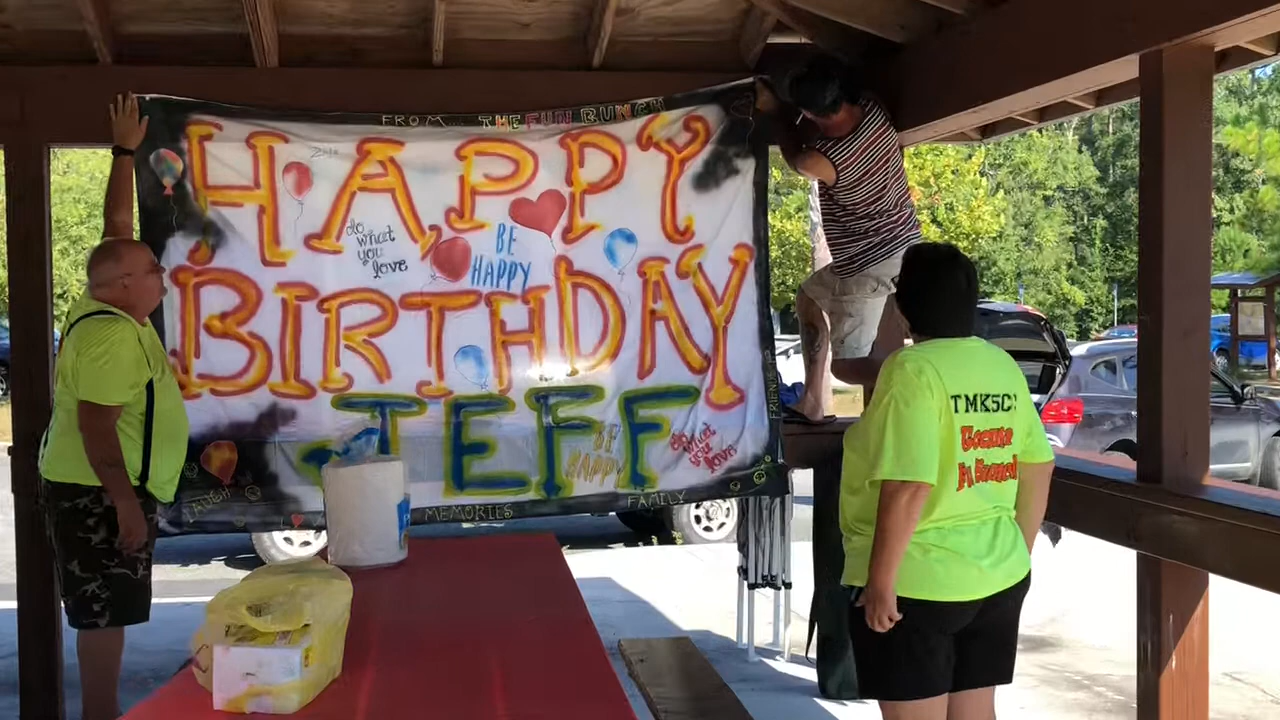 FROM... THE FUN BUNCH
HAPPY
do
what
you
love
BE
HAPPY
BIRTHDAY
JEFF
BE
HAPPY
do what
you
love
FRIENDS
LAUGH
MEMORIES
FAMILY
TMK5C